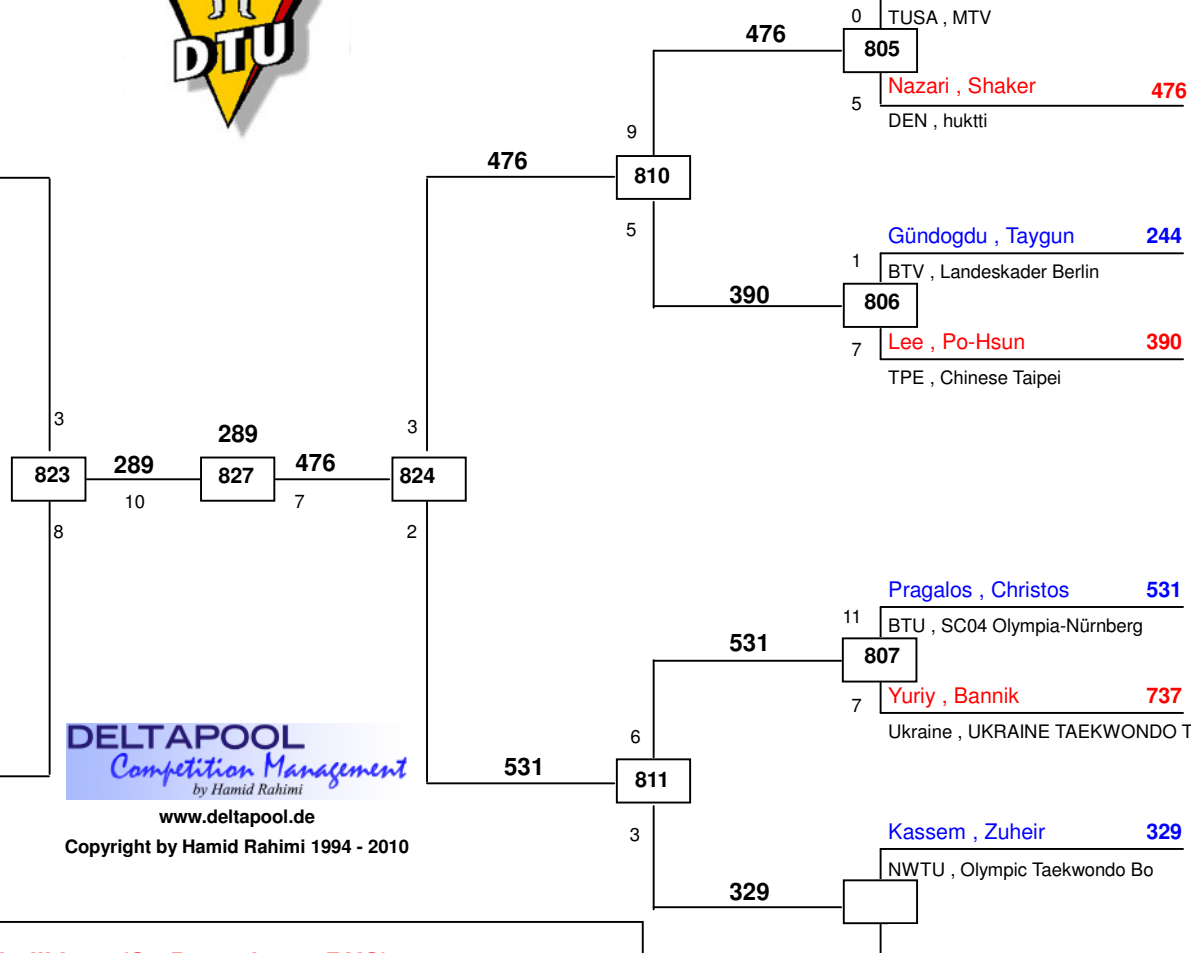 DTU
0
TUSA , MTV
476
805
Nazari , Shaker 476
5
DEN , huktti
9
476
810
5
Gündogdu , Taygun 244
1
BTV , Landeskader Berlin
390
806
7
Lee , Po-Hsun 390
TPE , Chinese Taipei
3
289
3
823
289
827
476
824
10
7
8
2
Pragalos , Christos 531
11
BTU , SC04 Olympia-Nürnberg
531
807
7
Yuriy , Bannik 737
Ukraine , UKRAINE TAEKWONDO T
6
531
811
3
DELTAPOOL
Competition Management
by Hamid Rahimi
www.deltapool.de
Copyright by Hamid Rahimi 1994 - 2010
Kassem , Zuheir 329
NWTU , Olympic Taekwondo Bo
329